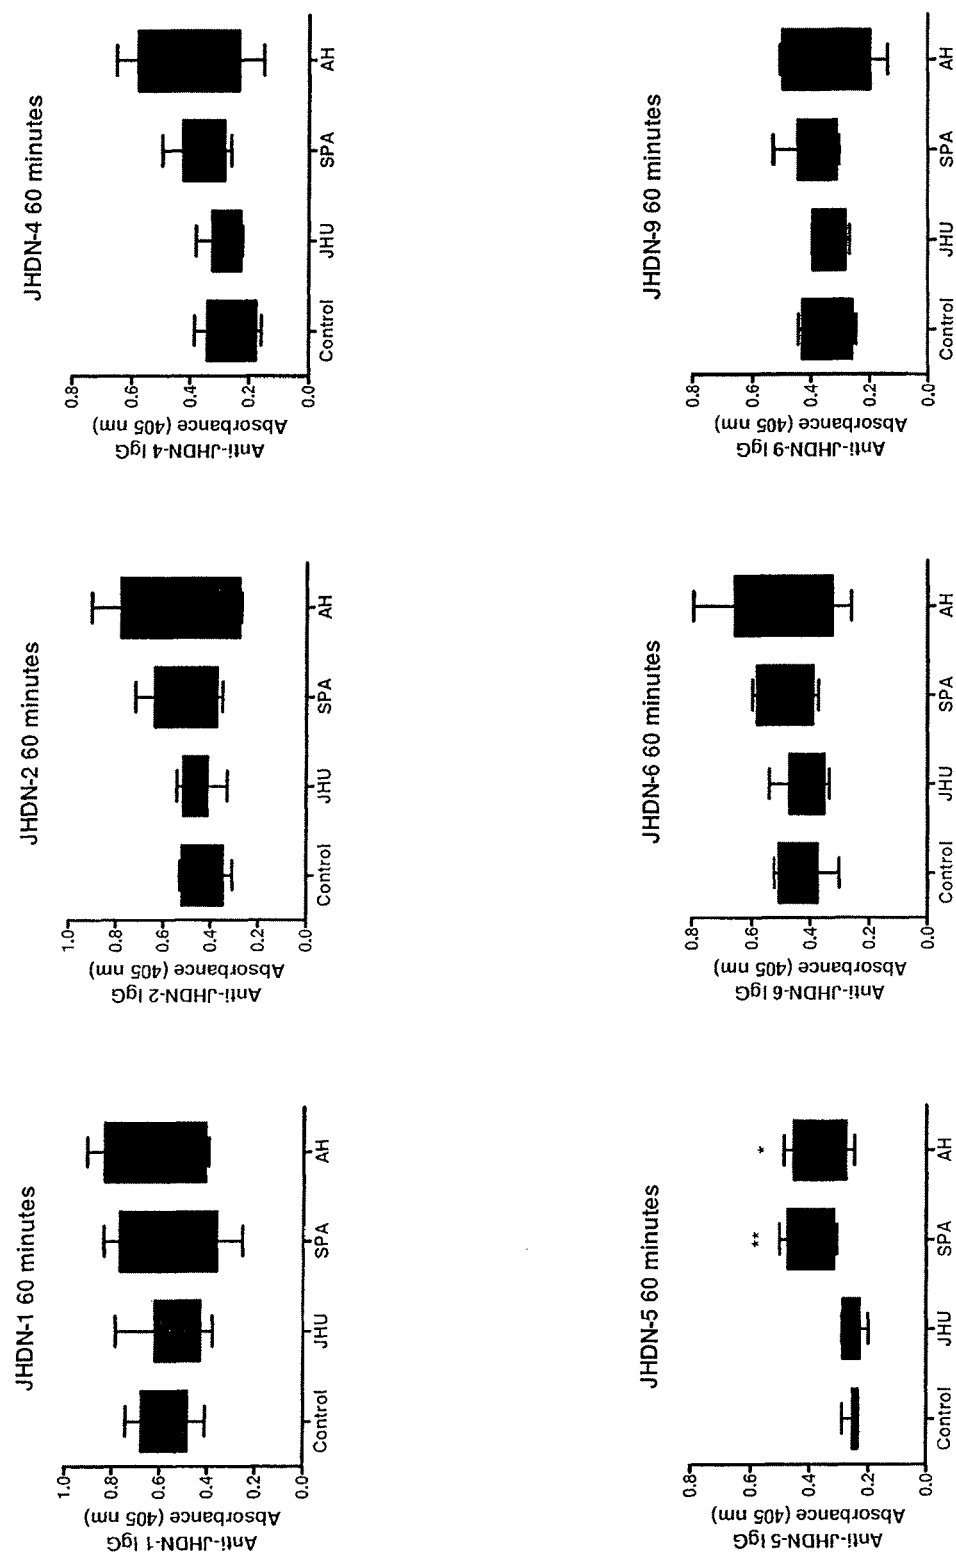 JHDN-1 60 minutes
Anti-JHDN-1 IgG
Absorbance (405 nm)
1.0
0.8
0.6
0.4
0.2
0.0
Control
JHU
SPA
AH
JHDN-2 60 minutes
Anti-JHDN-2 IgG
Absorbance (405 nm)
1.0
0.8
0.6
0.4
0.2
0.0
Control
JHU
SPA
AH
JHDN-4 60 minutes
Anti-JHDN-4 IgG
Absorbance (405 nm)
0.8
0.6
0.4
0.2
0.0
Control
JHU
SPA
AH
JHDN-5 60 minutes
Anti-JHDN-5 IgG
Absorbance (405 nm)
0.8
0.6
0.4
0.2
0.0
**
*
Control
JHU
SPA
AH
JHDN-6 60 minutes
Anti-JHDN-6 IgG
Absorbance (405 nm)
0.8
0.6
0.4
0.2
0.0
Control
JHU
SPA
AH
JHDN-9 60 minutes
Anti-JHDN-9 IgG
Absorbance (405 nm)
0.8
0.6
0.4
0.2
0.0
Control
JHU
SPA
AH